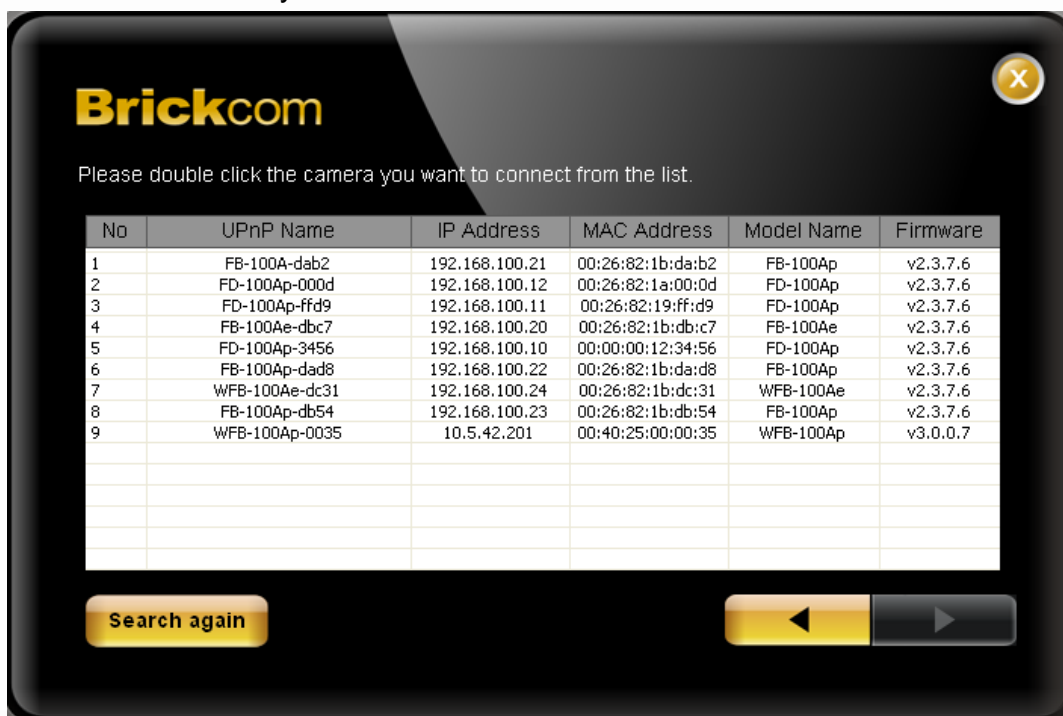 X
Brickcom
Please double click the camera you want to connect from the list.
No UPnP Name IP Address MAC Address Model Name Firmware
1 FB-100A-dab2 192.168.100.21 00:26:82:1b:da:b2 FB-100Ap v2.3.7.6
2 FD-100Ap-000d 192.168.100.12 00:26:82:1a:00:0d FD-100Ap v2.3.7.6
3 FD-100Ap-ffd9 192.168.100.11 00:26:82:19:ff:d9 FD-100Ap v2.3.7.6
4 FB-100Ae-dbc7 192.168.100.20 00:26:82:1b:db:c7 FB-100Ae v2.3.7.6
5 FD-100Ap-3456 192.168.100.10 00:00:00:12:34:56 FD-100Ap v2.3.7.6
6 FB-100Ap-dad8 192.168.100.22 00:26:82:1b:da:d8 FB-100Ap v2.3.7.6
7 WFB-100Ae-dc31 192.168.100.24 00:26:82:1b:dc:31 WFB-100Ae v2.3.7.6
8 FB-100Ap-db54 192.168.100.23 00:26:82:1b:db:54 FB-100Ap v2.3.7.6
9 WFB-100Ap-0035 10.5.42.201 00:40:25:00:00:35 WFB-100Ap v3.0.0.7
Search again